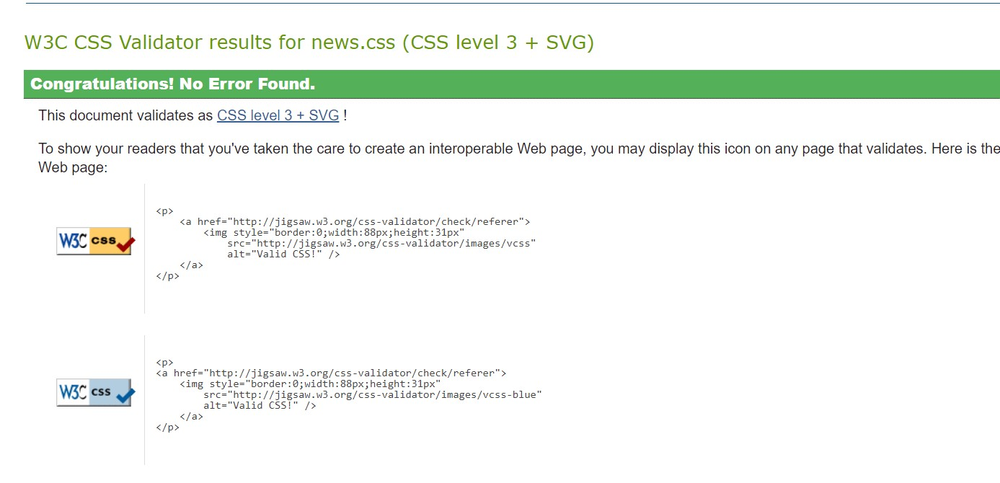 W3C CSS Validator results for news.css (CSS level 3 + SVG)
Congratulations! No Error Found.
This document validates as CSS level 3 + SVG !
To show your readers that you've taken the care to create an interoperable Web page, you may display this icon on any page that validates. Here is the
Web page:
W3C css
<p>
    <a href="http://jigsaw.w3.org/css-validator/check/referer">
        <img style="border:0;width:88px;height:31px"
            src="http://jigsaw.w3.org/css-validator/images/vcss"
            alt="Valid CSS!" />
    </a>
</p>
W3C css
<p>
<a href="http://jigsaw.w3.org/css-validator/check/referer">
    <img style="border:0;width:88px;height:31px"
        src="http://jigsaw.w3.org/css-validator/images/vcss-blue"
        alt="Valid CSS!" />
    </a>
</p>